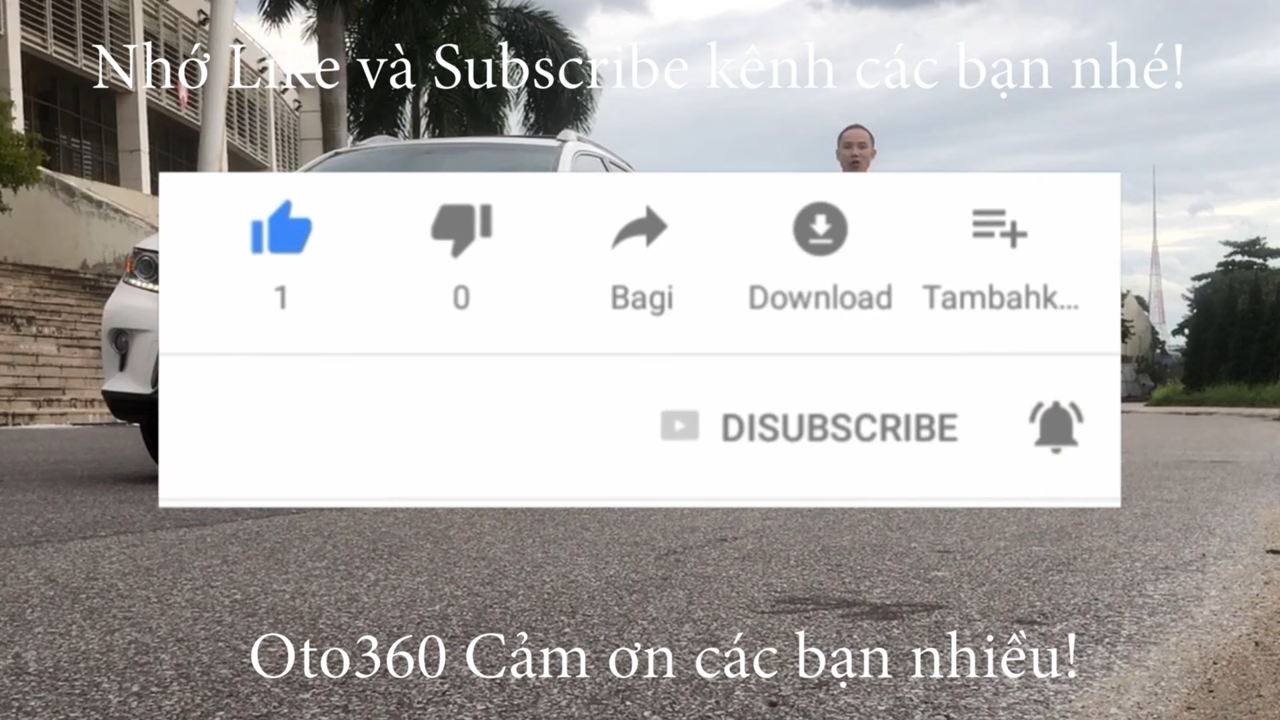 Nhớ Like và Subscribe kênh các bạn nhé!
1 0 Bagi Download Tambahk...
DISUBSCRIBE
Oto360 Cảm ơn các bạn nhiều!